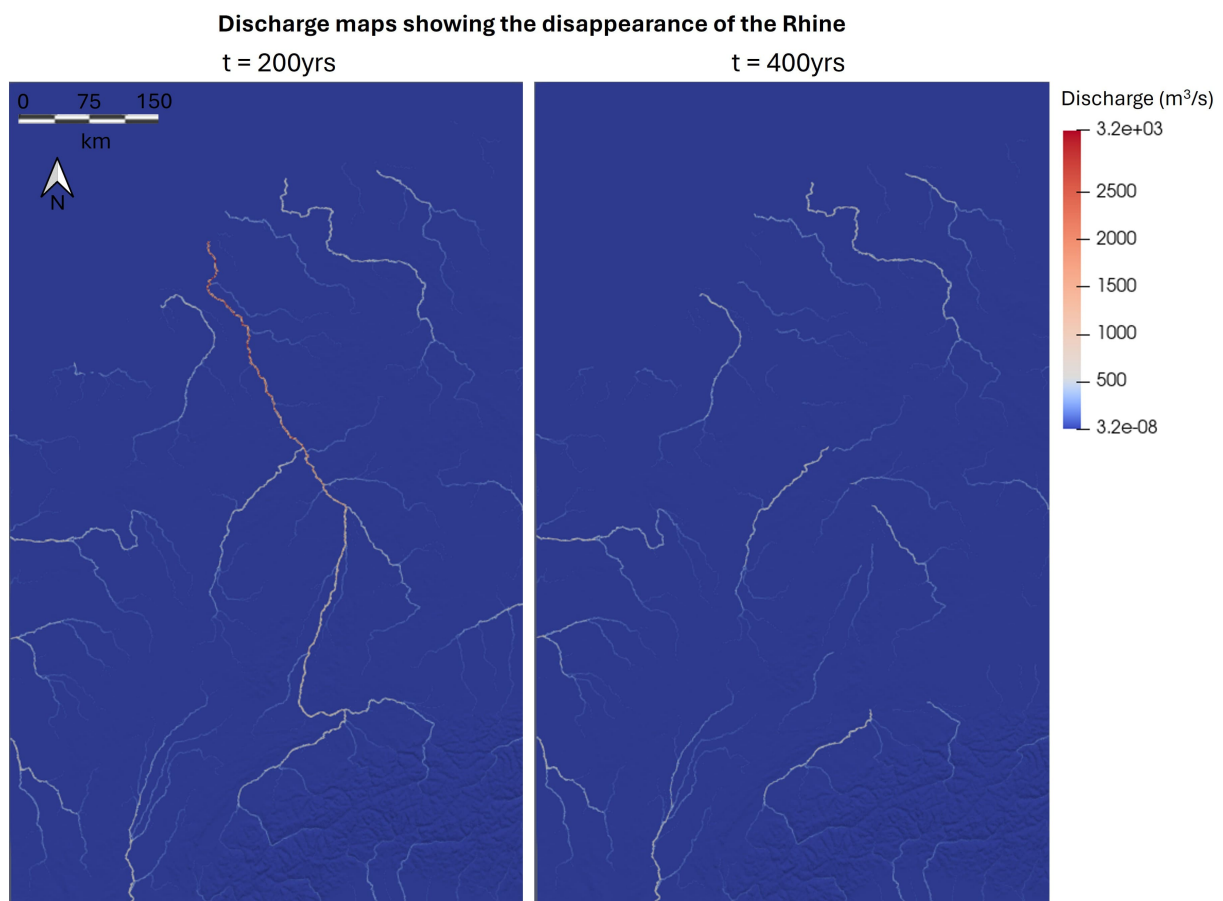 Discharge maps showing the disappearance of the Rhine
t = 200yrs
t = 400yrs
0 75 150
km
N
Discharge (m³/s)
3.2e+03
2500
2000
1500
1000
500
3.2e-08